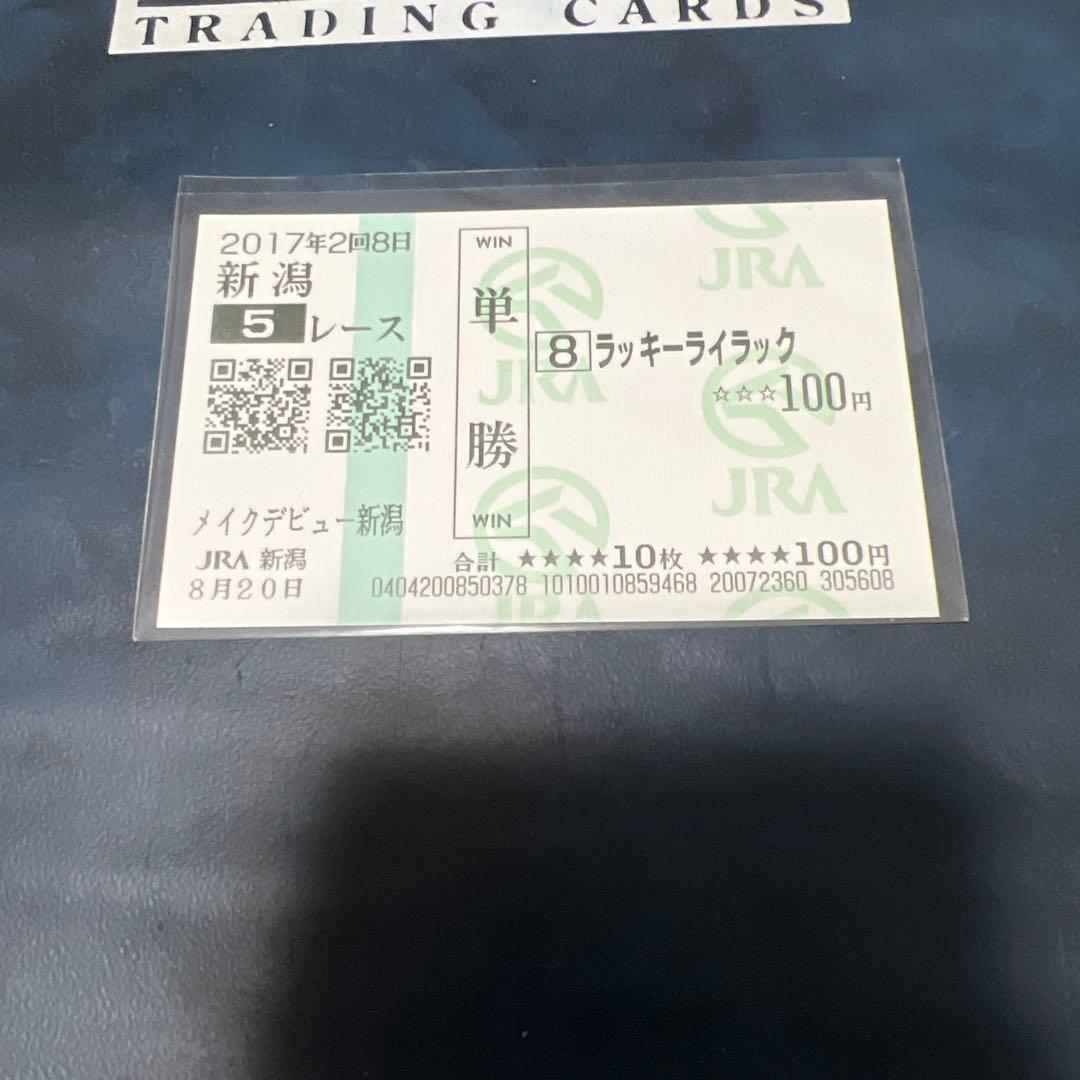 TRADING CARDS
2017年2回8日
新潟
5レース
メイクデビュー新潟
JRA 新潟
8月20日
WIN
単勝
WIN
8 ラッキーライラック
☆☆☆100円
合計 ★★★★10枚 ★★★★100円
0404200850378 1010010859468 20072360 305608
JRA
JRA
JRA
JRA